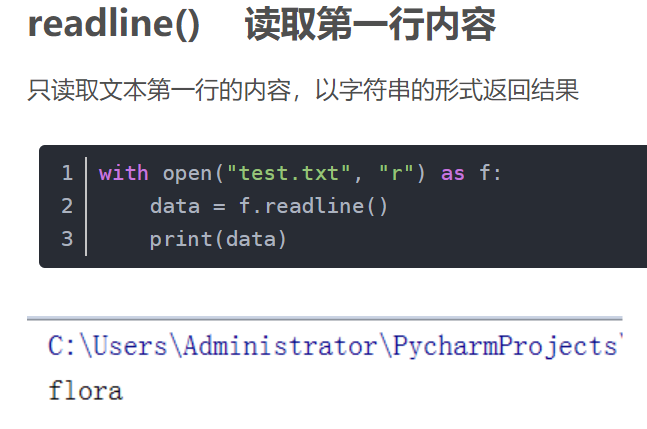 readline() 读取第一行内容
只读取文本第一行的内容，以字符串的形式返回结果
1 with open("test.txt", "r") as f:
2     data = f.readline()
3     print(data)
C:\Users\Administrator\PycharmProjects\
flora